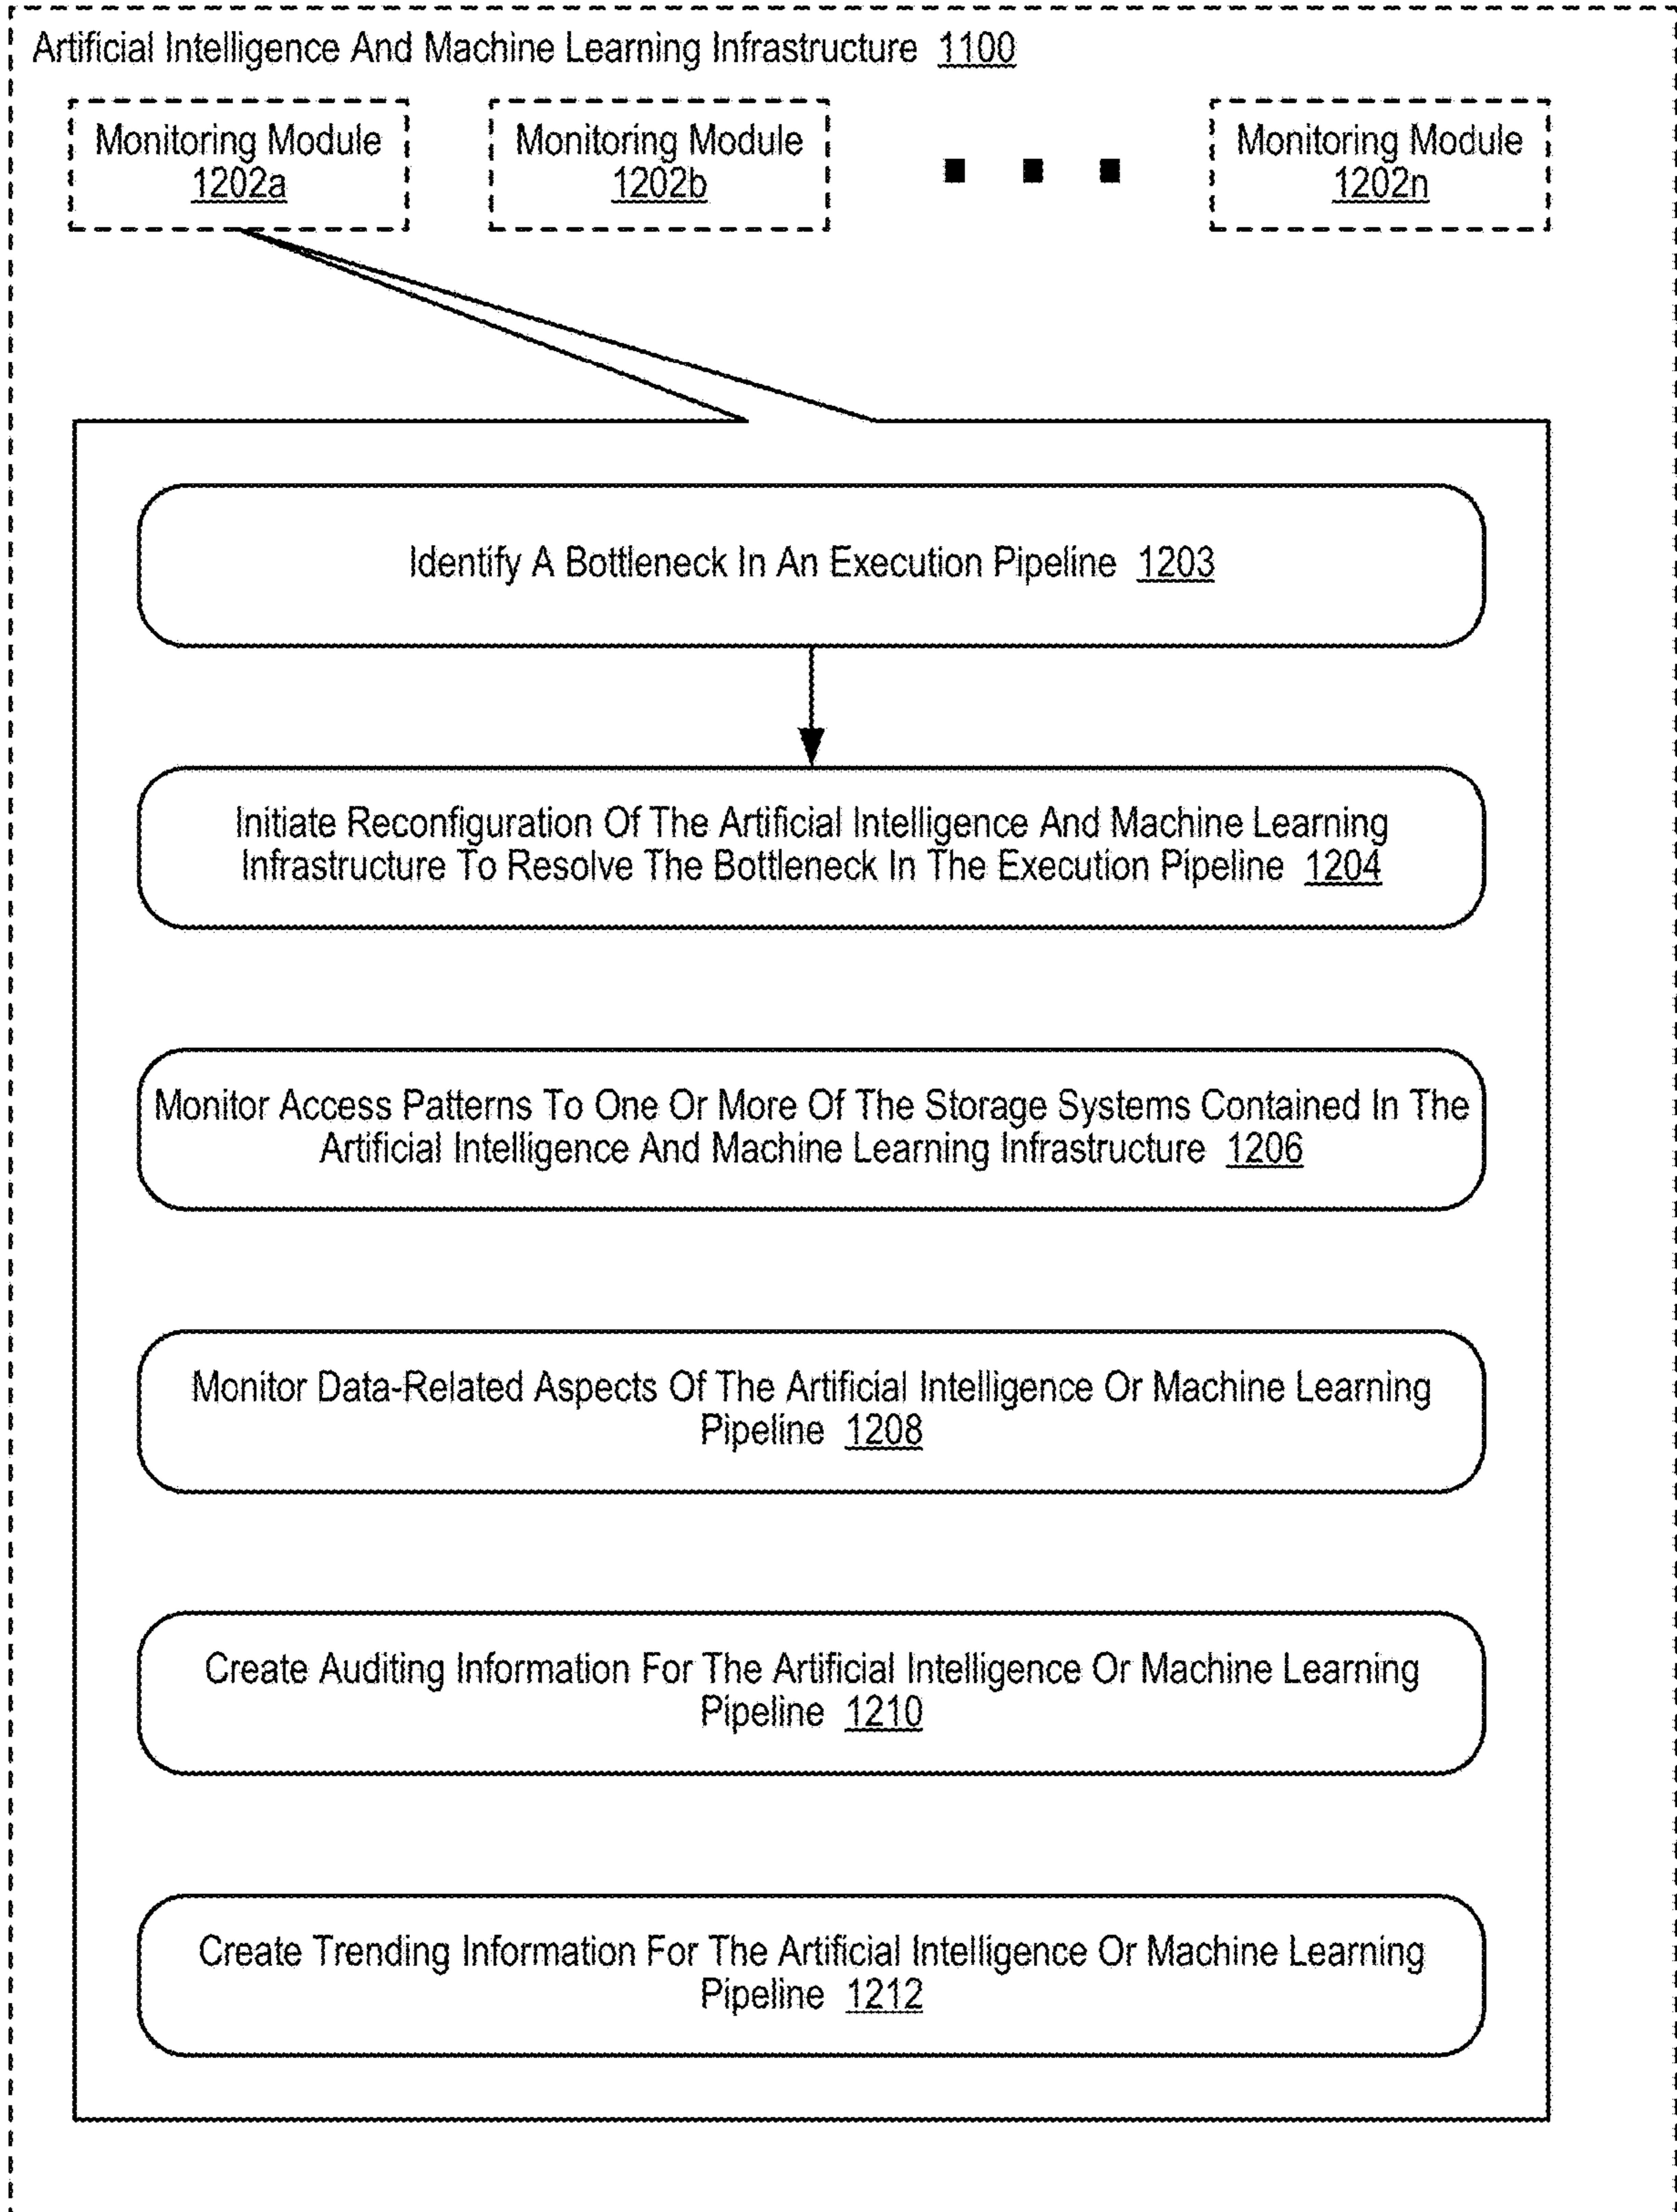 Artificial Intelligence And Machine Learning Infrastructure 1100
Monitoring Module
1202a
Monitoring Module
1202b
Monitoring Module
1202n
Identify A Bottleneck In An Execution Pipeline 1203
Initiate Reconfiguration Of The Artificial Intelligence And Machine Learning
Infrastructure To Resolve The Bottleneck In The Execution Pipeline 1204
Monitor Access Patterns To One Or More Of The Storage Systems Contained In The
Artificial Intelligence And Machine Learning Infrastructure 1206
Monitor Data-Related Aspects Of The Artificial Intelligence Or Machine Learning
Pipeline 1208
Create Auditing Information For The Artificial Intelligence Or Machine Learning
Pipeline 1210
Create Trending Information For The Artificial Intelligence Or Machine Learning
Pipeline 1212